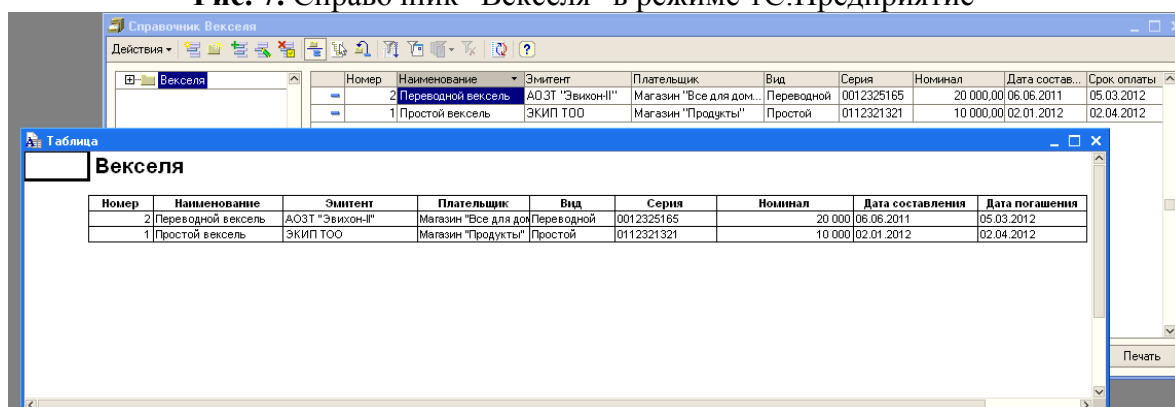 Рис. 7. Справочник "Векселя" в режиме 1С:Предприятие
Справочник Векселя
Действия
Векселя
Номер Наименование Эмитент Плательщик Вид Серия Номинал Дата состав... Срок оплаты
2 Переводной вексель АОЗТ "Эвихон-II" Магазин "Все для дом... Переводной 0012325165 20 000,00 06.06.2011 05.03.2012
1 Простой вексель ЭКИП ТОО Магазин "Продукты" Простой 0112321321 10 000,00 02.01.2012 02.04.2012
Таблица
Векселя
Номер Наименование Эмитент Плательщик Вид Серия Номинал Дата составления Дата погашения
2 Переводной вексель АОЗТ "Эвихон-II" Магазин "Все для дом Переводной 0012325165 20 000 06.06.2011 05.03.2012
1 Простой вексель ЭКИП ТОО Магазин "Продукты" Простой 0112321321 10 000 02.01.2012 02.04.2012
Печать